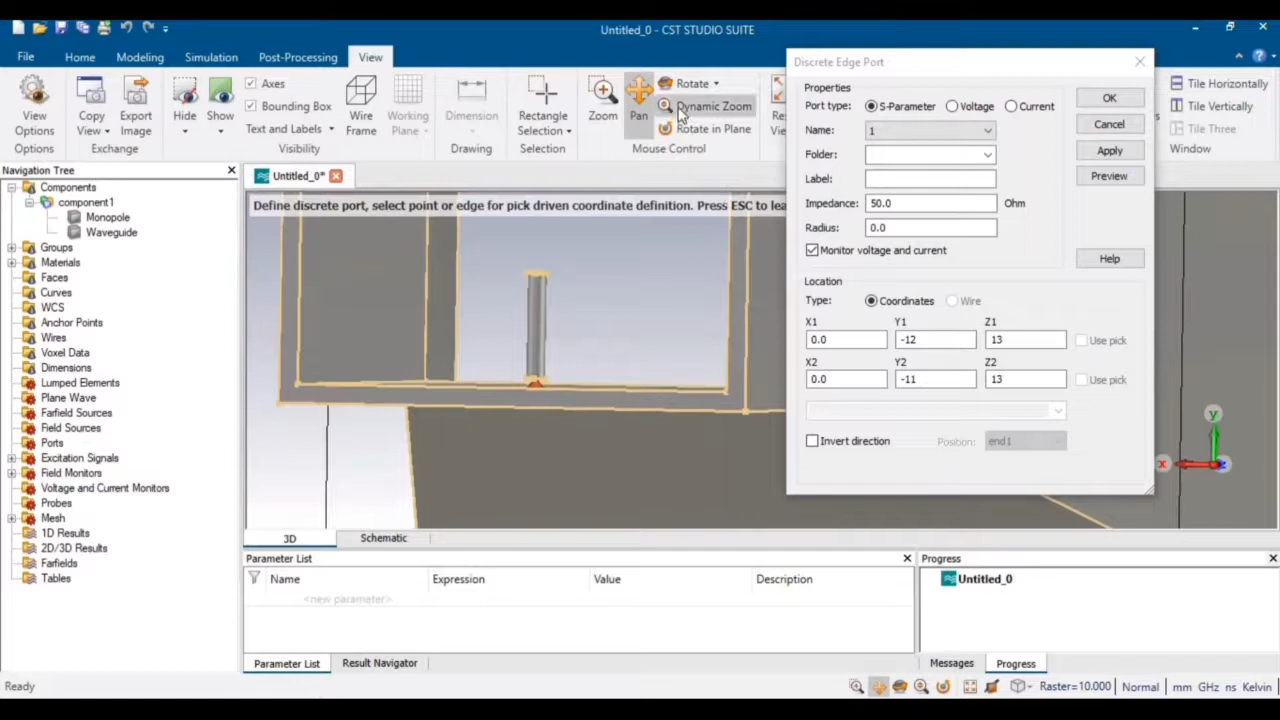 Untitled_0 - CST STUDIO SUITE
File Home Modeling Simulation Post-Processing View
View Options
Options
Copy View
Export Image
Exchange
Hide
Show
Axes
Bounding Box
Text and Labels
Wire Frame
Working Plane
Visibility
Dimension
Drawing
Rectangle Selection
Selection
Zoom
Pan
Rotate
Dynamic Zoom
Rotate in Plane
Mouse Control
Tile Horizontally
Tile Vertically
Tile Three
Window
Navigation Tree
Components
component1
Monopole
Waveguide
Groups
Materials
Faces
Curves
WCS
Anchor Points
Wires
Voxel Data
Dimensions
Lumped Elements
Plane Wave
Farfield Sources
Field Sources
Ports
Excitation Signals
Field Monitors
Voltage and Current Monitors
Probes
Mesh
1D Results
2D/3D Results
Farfields
Tables
Untitled_0*
Define discrete port, select point or edge for pick driven coordinate definition. Press ESC to lea
Discrete Edge Port
Properties
Port type: S-Parameter Voltage Current
Name: 1
Folder:
Label:
Impedance: 50.0 Ohm
Radius: 0.0
Monitor voltage and current
OK
Cancel
Apply
Preview
Help
Location
Type: Coordinates Wire
X1 Y1 Z1
0.0 -12 13 Use pick
X2 Y2 Z2
0.0 -11 13 Use pick
Invert direction Position: end1
y
x z
3D Schematic
Parameter List
Name Expression Value Description
<new parameter>
Parameter List Result Navigator
Progress
Untitled_0
Messages Progress
Ready
Raster=10.000 Normal mm GHz ns Kelvin